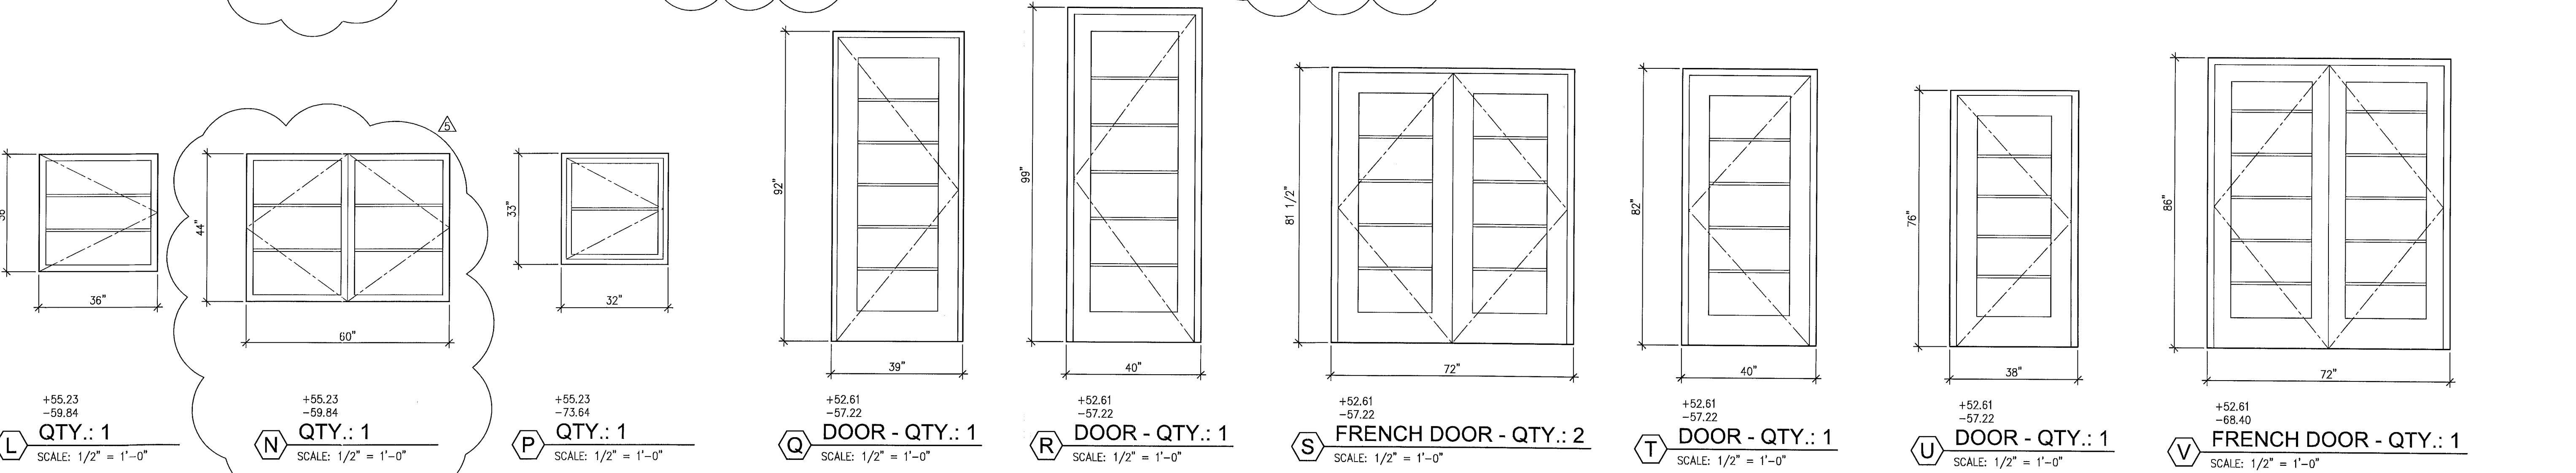 5
36"
44"
60"
33"
32"
92"
39"
99"
40"
81 1/2"
72"
82"
40"
76"
38"
86"
72"
+55.23
-59.84
L QTY.: 1
SCALE: 1/2" = 1'-0"
+55.23
-59.84
N QTY.: 1
SCALE: 1/2" = 1'-0"
+55.23
-73.64
P QTY.: 1
SCALE: 1/2" = 1'-0"
+52.61
-57.22
Q DOOR - QTY.: 1
SCALE: 1/2" = 1'-0"
+52.61
-57.22
R DOOR - QTY.: 1
SCALE: 1/2" = 1'-0"
+52.61
-57.22
S FRENCH DOOR - QTY.: 2
SCALE: 1/2" = 1'-0"
+52.61
-57.22
T DOOR - QTY.: 1
SCALE: 1/2" = 1'-0"
+52.61
-57.22
U DOOR - QTY.: 1
SCALE: 1/2" = 1'-0"
+52.61
-68.40
V FRENCH DOOR - QTY.: 1
SCALE: 1/2" = 1'-0"